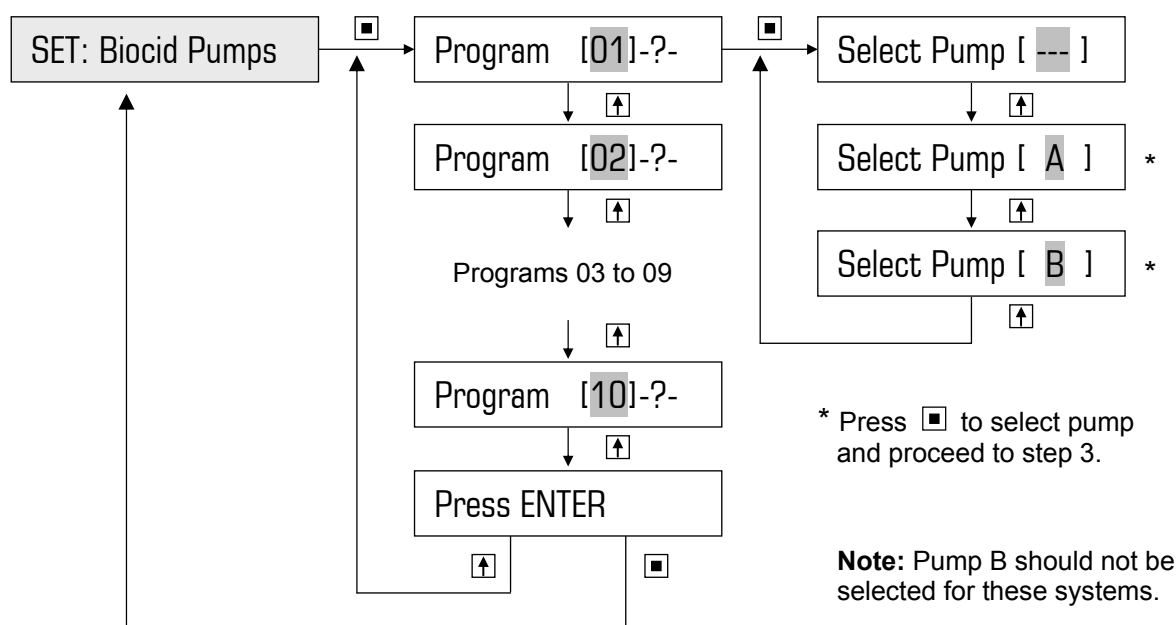 SET: Biocid Pumps
Program [01]-?-
Program [02]-?-
Programs 03 to 09
Program [10]-?-
Press ENTER
Select Pump [ --- ]
Select Pump [ A ] *
Select Pump [ B ] *
* Press to select pump
and proceed to step 3.
Note: Pump B should not be
selected for these systems.